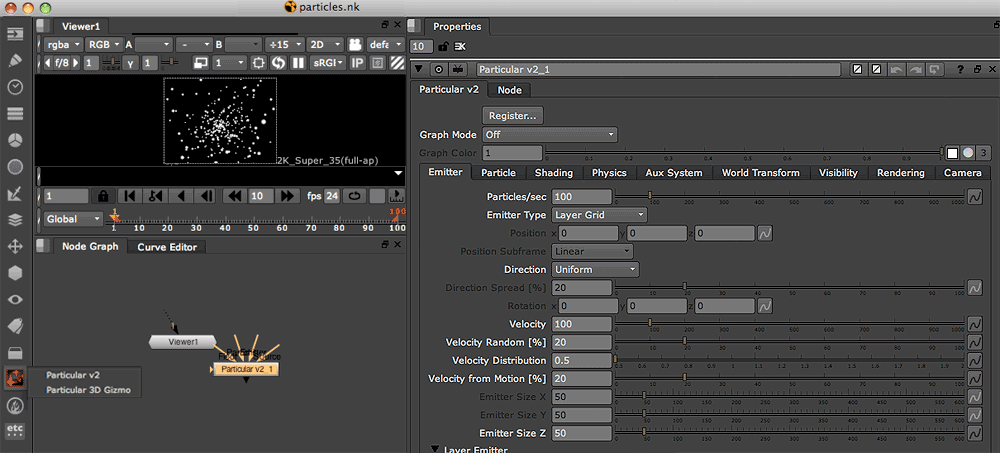 particles.nk
Viewer1
rgba RGB A - B ÷15 2D defa
f/8 1 Y 1 1 sRGI IP
2K_Super_35(full-ap)
1 10 fps 24 1
Global 1 1 10 20 30 40 50 60 70 80 90 100 100
Node Graph Curve Editor
Viewer1
Particular v2_1
Particular v2
Particular 3D Gizmo
etc
Properties
10
Particular v2_1
Particular v2 Node
Register...
Graph Mode Off
Graph Color 1 3
Emitter Particle Shading Physics Aux System World Transform Visibility Rendering Camera
Particles/sec 100
Emitter Type Layer Grid
Position x 0 y 0 z 0
Position Subframe Linear
Direction Uniform
Direction Spread [%] 20
Rotation x 0 y 0 z 0
Velocity 100
Velocity Random [%] 20
Velocity Distribution 0.5
Velocity from Motion [%] 20
Emitter Size X 50
Emitter Size Y 50
Emitter Size Z 50
Layer Emitter